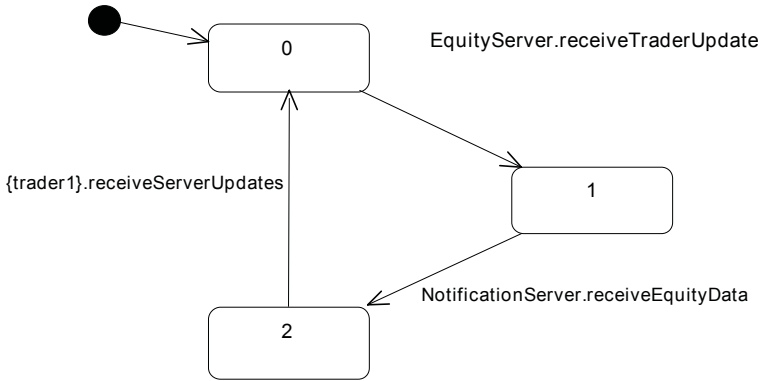 0
EquityServer.receiveTraderUpdate
{trader1}.receiveServerUpdates
1
NotificationServer.receiveEquityData
2